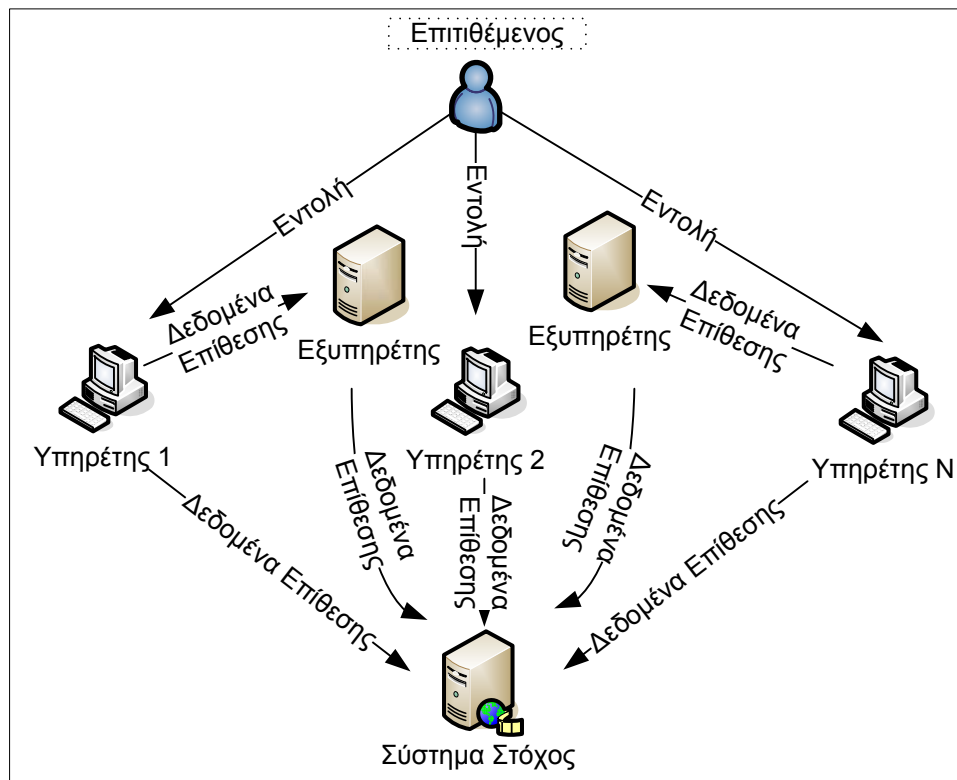 Επιτιθέμενος
Εντολή
Εντολή
Εντολή
Δεδομένα
Επίθεσης
Εξυπηρέτης
Εξυπηρέτης
Δεδομένα
Επίθεσης
Υπηρέτης 1
Υπηρέτης 2
Υπηρέτης N
Δεδομένα Επίθεσης
Δεδομένα
Επίθεσης
Δεδομένα
Επίθεσης
Δεδομένα
Επίθεσης
Δεδομένα Επίθεσης
Σύστημα Στόχος